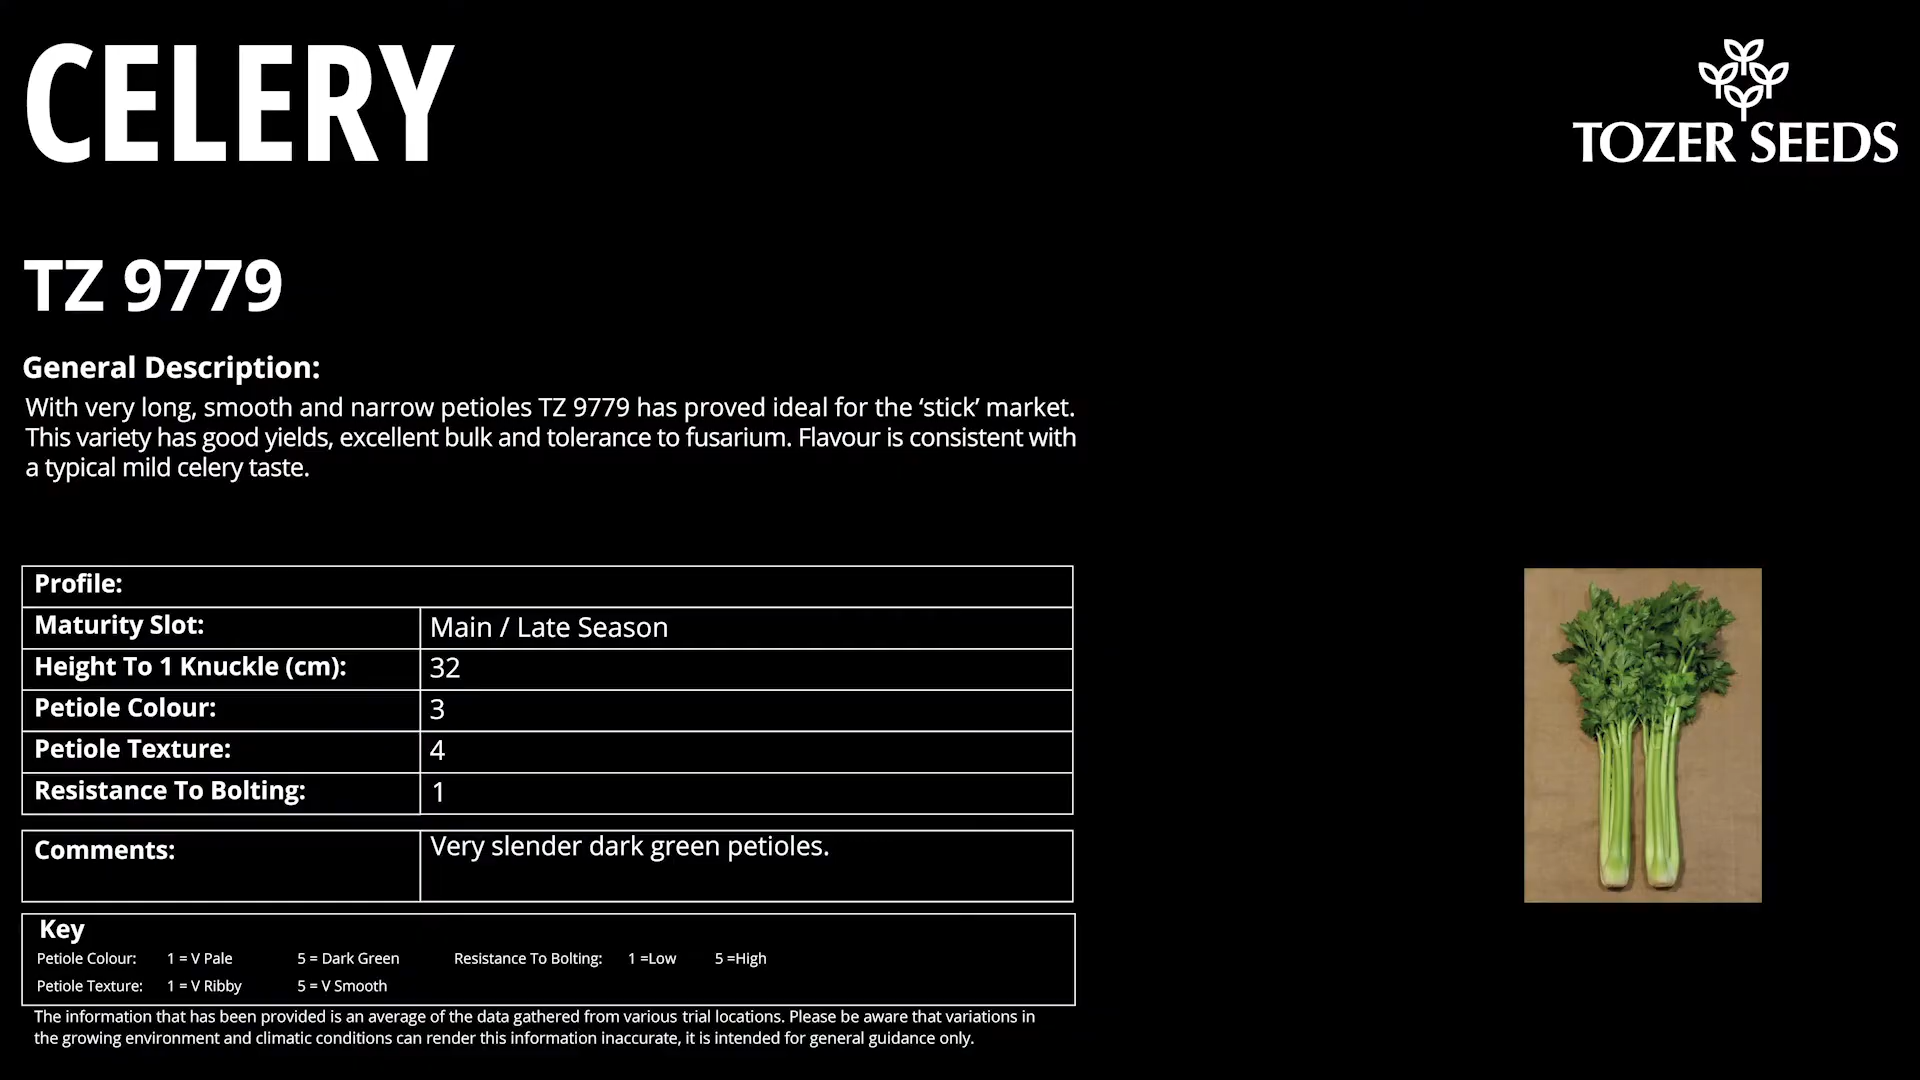 CELERY
TOZER SEEDS
TZ 9779
General Description:
With very long, smooth and narrow petioles TZ 9779 has proved ideal for the ‘stick’ market.
This variety has good yields, excellent bulk and tolerance to fusarium. Flavour is consistent with
a typical mild celery taste.
Profile:
Maturity Slot: Main / Late Season
Height To 1 Knuckle (cm): 32
Petiole Colour: 3
Petiole Texture: 4
Resistance To Bolting: 1
Comments: Very slender dark green petioles.
Key
Petiole Colour: 1 = V Pale 5 = Dark Green Resistance To Bolting: 1 =Low 5 =High
Petiole Texture: 1 = V Ribby 5 = V Smooth
The information that has been provided is an average of the data gathered from various trial locations. Please be aware that variations in
the growing environment and climatic conditions can render this information inaccurate, it is intended for general guidance only.